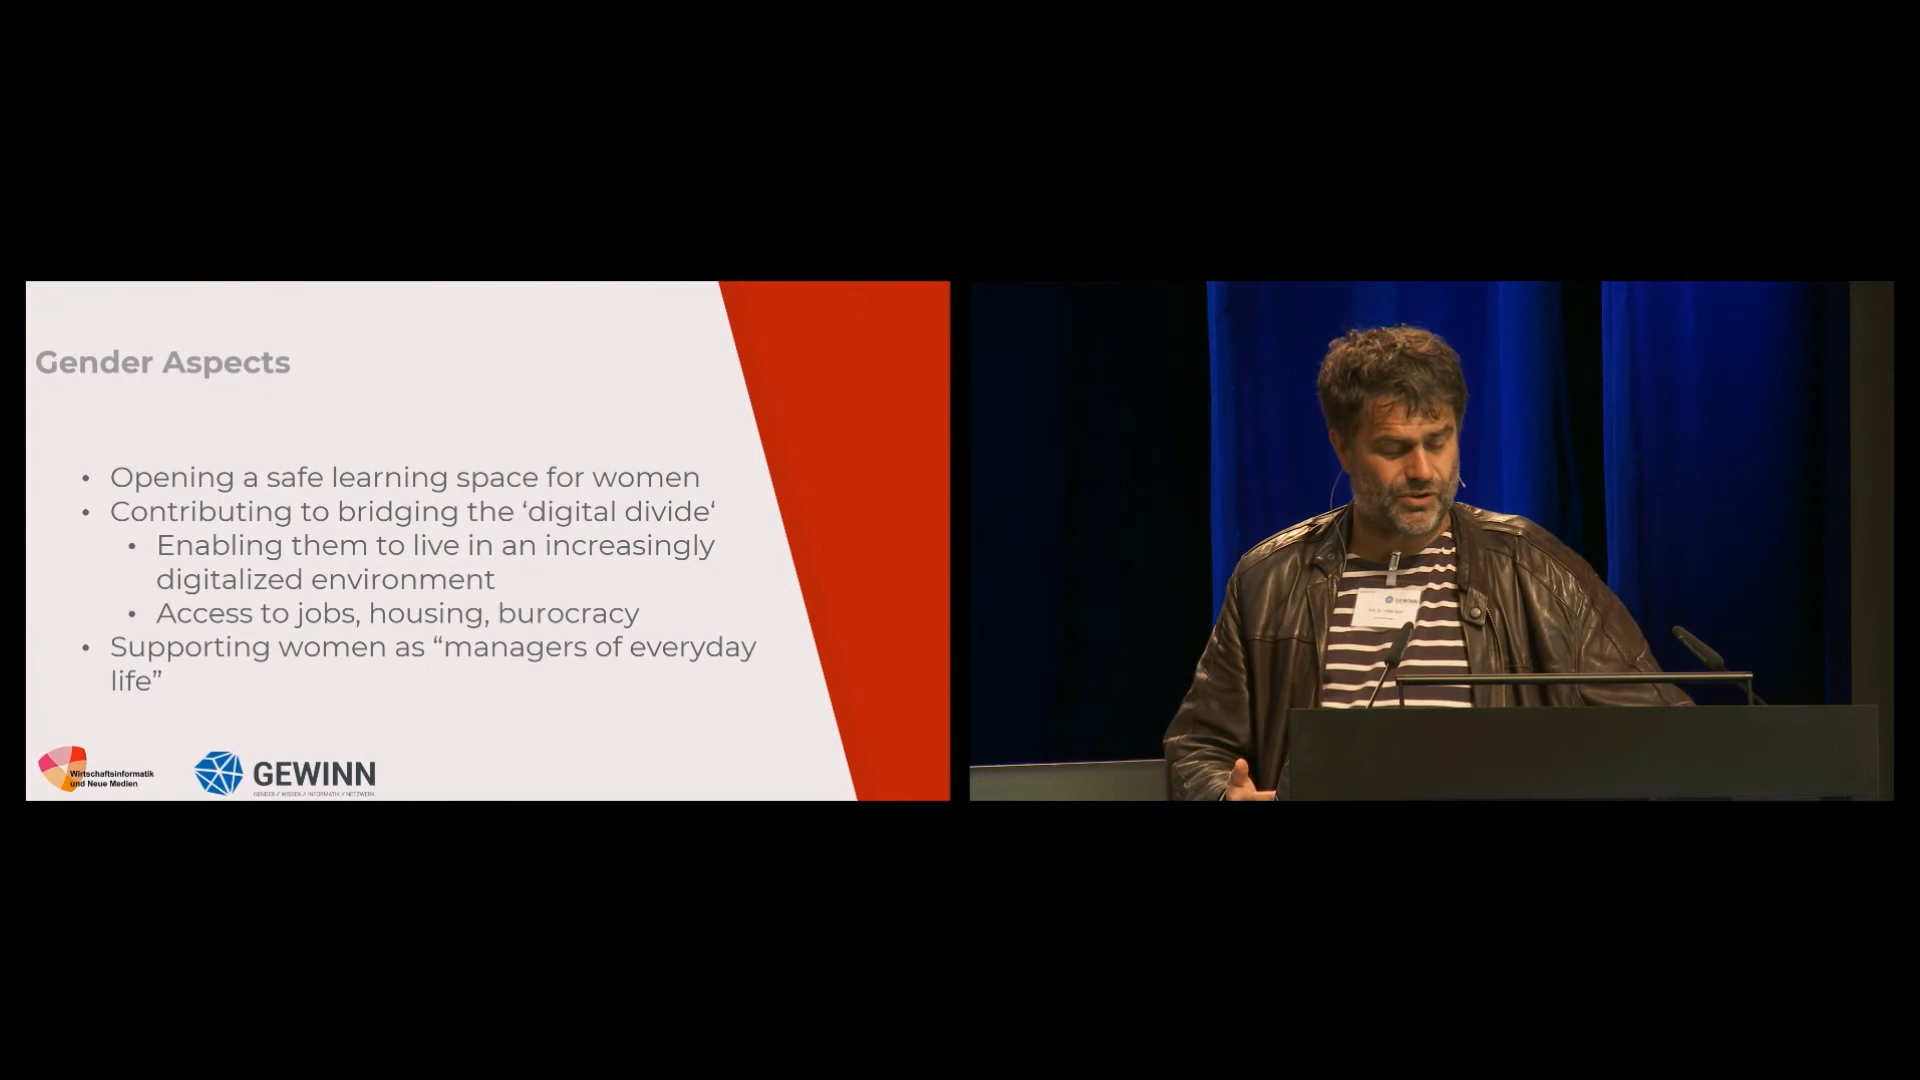 Gender Aspects
• Opening a safe learning space for women
• Contributing to bridging the ‘digital divide‘
• Enabling them to live in an increasingly
digitalized environment
• Access to jobs, housing, burocracy
• Supporting women as “managers of everyday
life”
Wirtschaftsinformatik
und Neue Medien
GEWINN
GENDER // WISSEN // INFORMATIK // NETZWERK
GEWINN